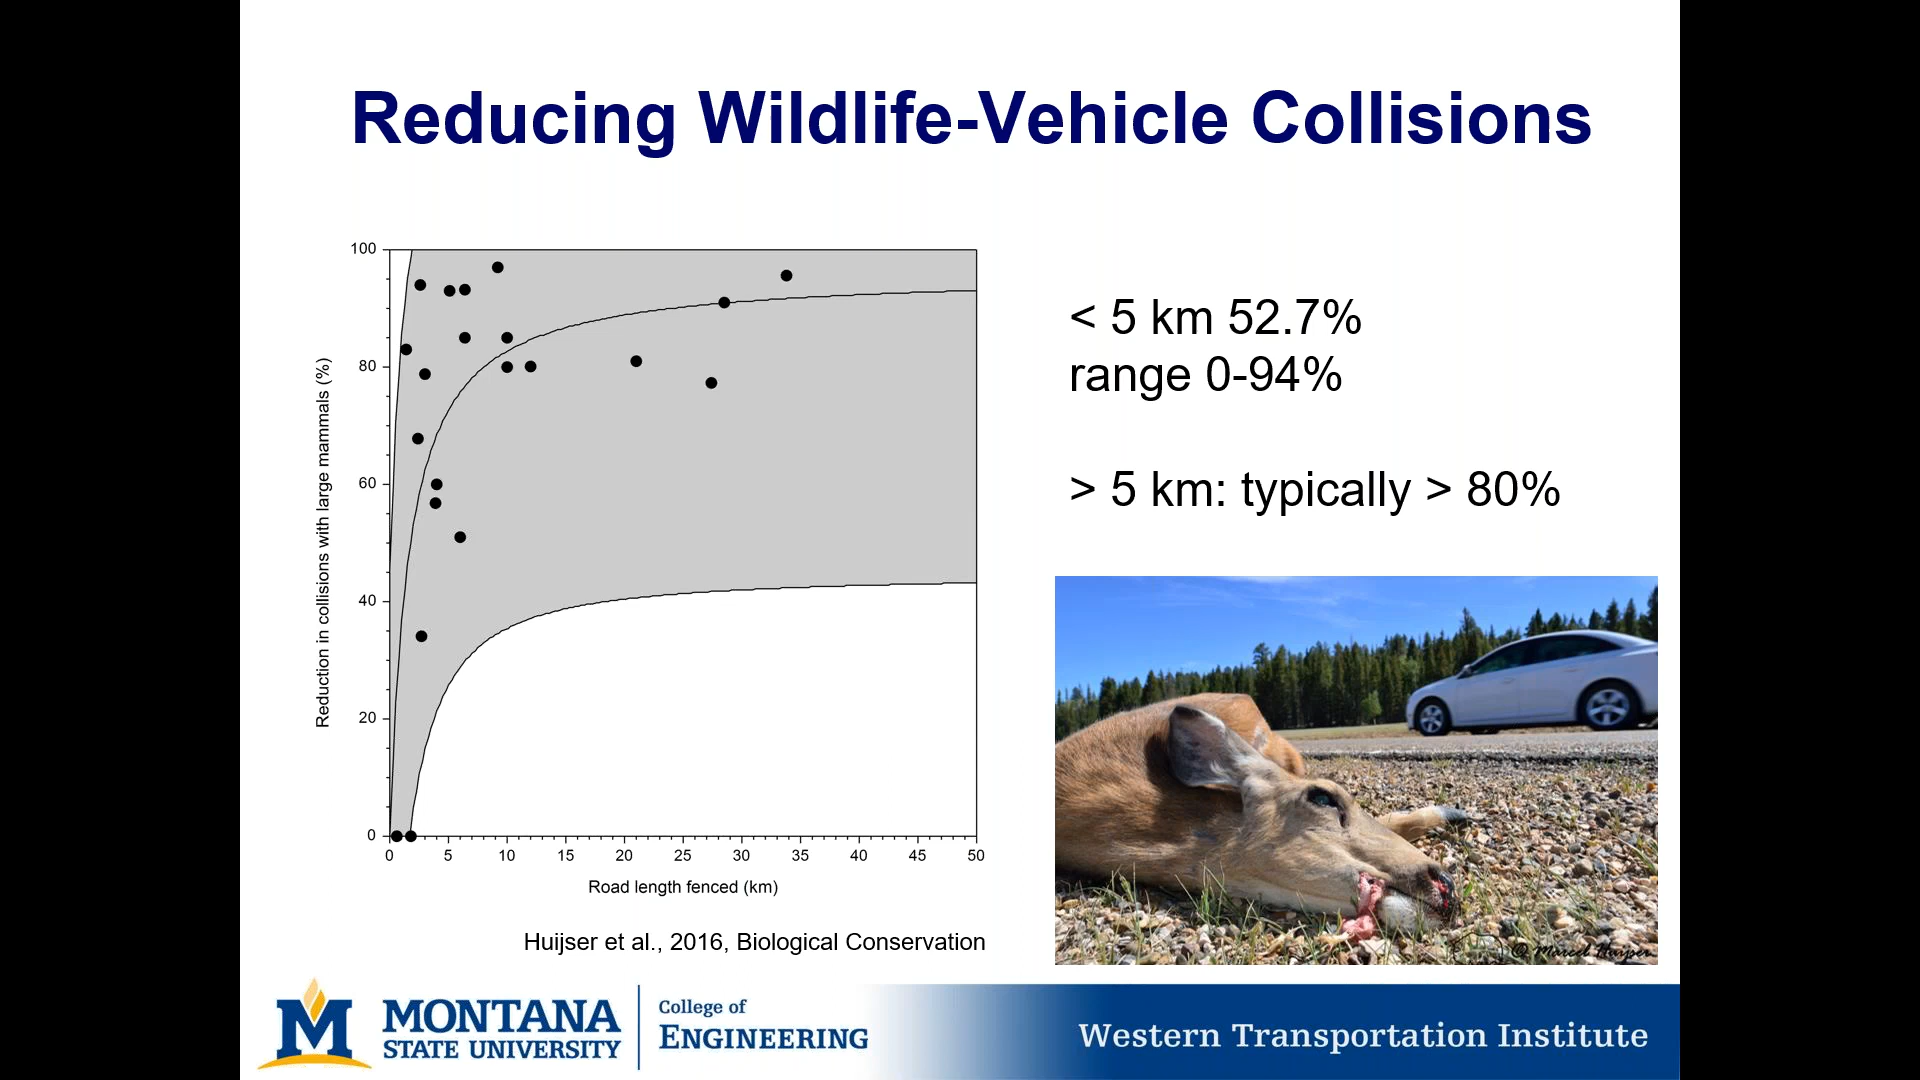 Reducing Wildlife-Vehicle Collisions
Reduction in collisions with large mammals (%)
100
80
60
40
20
0
0 5 10 15 20 25 30 35 40 45 50
Road length fenced (km)
Huijser et al., 2016, Biological Conservation
< 5 km 52.7%
range 0-94%
> 5 km: typically > 80%
© Marcel Huijser
M
MONTANA
STATE UNIVERSITY
College of
ENGINEERING
Western Transportation Institute